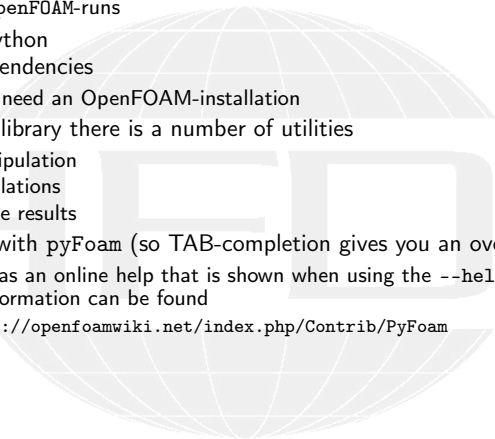 penFOAM-runs
ython
endencies
need an OpenFOAM-installation
library there is a number of utilities
ipulation
lations
e results
with pyFoam (so TAB-completion gives you an ove
as an online help that is shown when using the --hel
ormation can be found
://openfoamwiki.net/index.php/Contrib/PyFoam